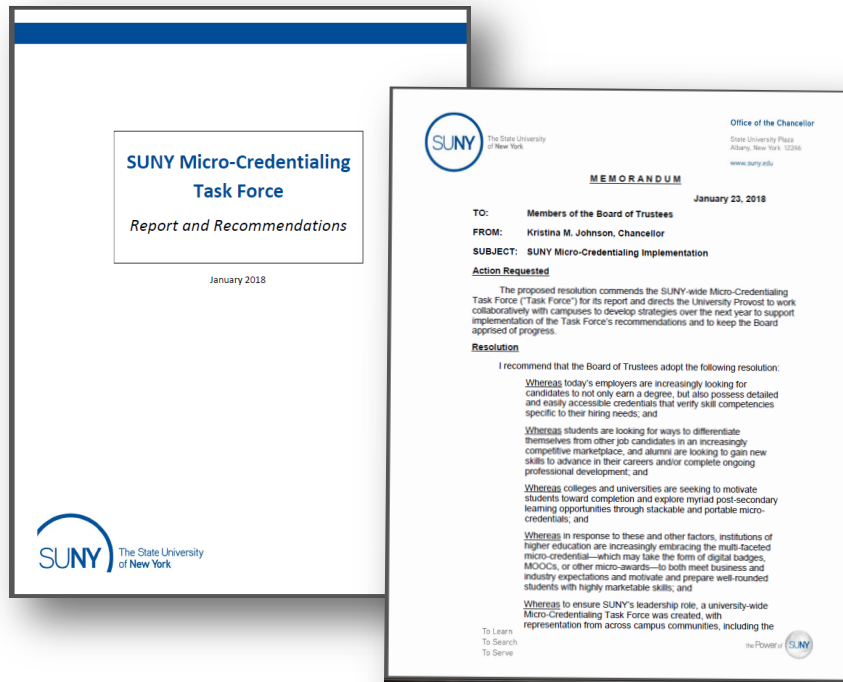 SUNY Micro-Credentialing
Task Force
Report and Recommendations
January 2018
SUNY
The State University
of New York
SUNY
The State University
of New York
Office of the Chancellor
State University Plaza
Albany, New York 12246
www.suny.edu
MEMORANDUM
January 23, 2018
TO: Members of the Board of Trustees
FROM: Kristina M. Johnson, Chancellor
SUBJECT: SUNY Micro-Credentialing Implementation
Action Requested
The proposed resolution commends the SUNY-wide Micro-Credentialing
Task Force ("Task Force") for its report and directs the University Provost to work
collaboratively with campuses to develop strategies over the next year to support
implementation of the Task Force's recommendations and to keep the Board
apprised of progress.
Resolution
I recommend that the Board of Trustees adopt the following resolution:
Whereas today's employers are increasingly looking for
candidates to not only earn a degree, but also possess detailed
and easily accessible credentials that verify skill competencies
specific to their hiring needs; and
Whereas students are looking for ways to differentiate
themselves from other job candidates in an increasingly
competitive marketplace, and alumni are looking to gain new
skills to advance in their careers and/or complete ongoing
professional development; and
Whereas colleges and universities are seeking to motivate
students toward completion and explore myriad post-secondary
learning opportunities through stackable and portable micro-
credentials; and
Whereas in response to these and other factors, institutions of
higher education are increasingly embracing the multi-faceted
micro-credential—which may take the form of digital badges,
MOOCs, or other micro-awards—to both meet business and
industry expectations and motivate and prepare well-rounded
students with highly marketable skills; and
Whereas to ensure SUNY's leadership role, a university-wide
Micro-Credentialing Task Force was created, with
representation from across campus communities, including the
To Learn
To Search
To Serve
the Power of SUNY